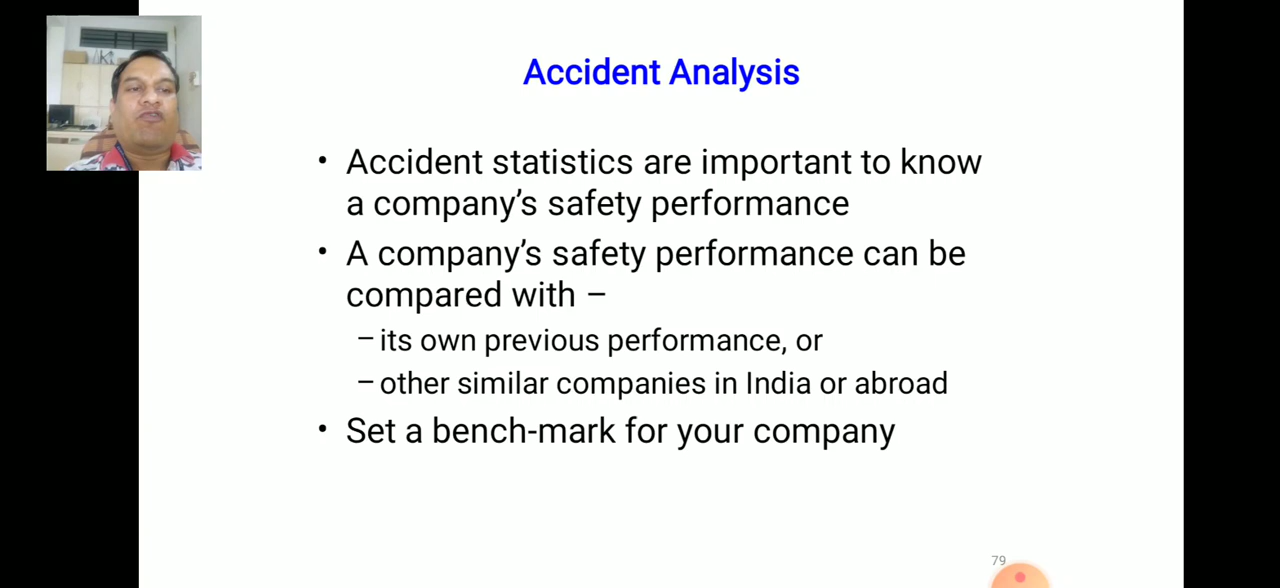 Accident Analysis
• Accident statistics are important to know
a company's safety performance
• A company's safety performance can be
compared with –
– its own previous performance, or
– other similar companies in India or abroad
• Set a bench-mark for your company
79